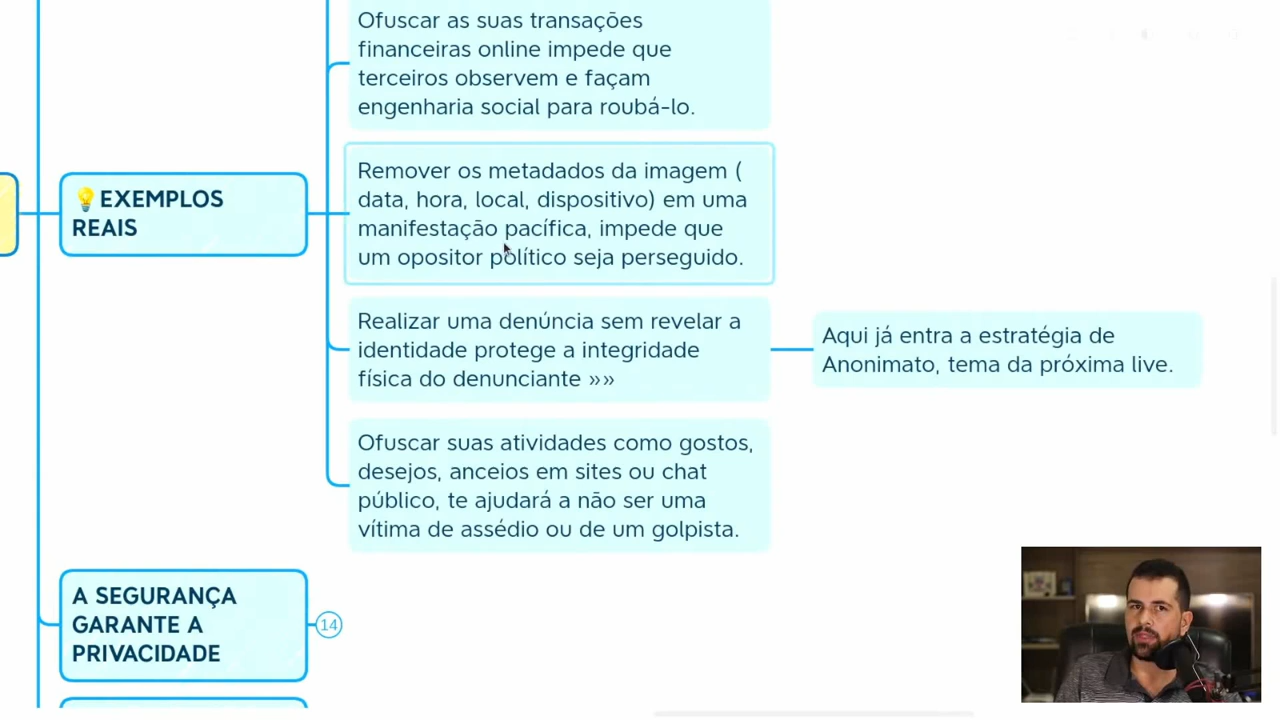 Ofuscar as suas transações
financeiras online impede que
terceiros observem e façam
engenharia social para roubá-lo.
💡EXEMPLOS
REAIS
Remover os metadados da imagem (
data, hora, local, dispositivo) em uma
manifestação pacífica, impede que
um opositor político seja perseguido.
Realizar uma denúncia sem revelar a
identidade protege a integridade
física do denunciante »»
Aqui já entra a estratégia de
Anonimato, tema da próxima live.
Ofuscar suas atividades como gostos,
desejos, anceios em sites ou chat
público, te ajudará a não ser uma
vítima de assédio ou de um golpista.
A SEGURANÇA
GARANTE A
PRIVACIDADE
14